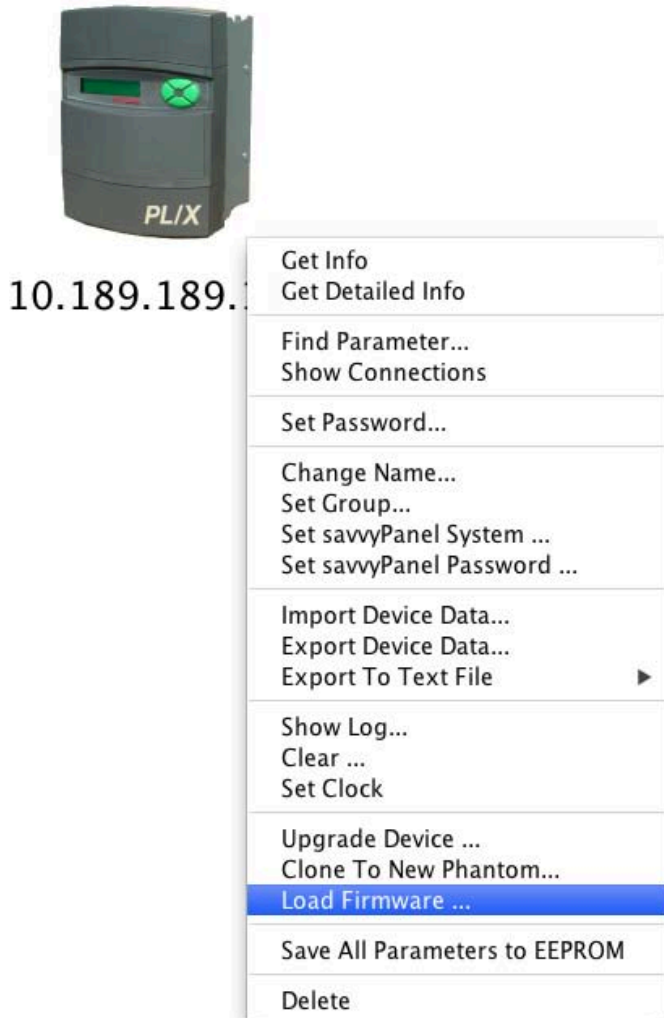 PL/X
10.189.189.
Get Info
Get Detailed Info
Find Parameter...
Show Connections
Set Password...
Change Name...
Set Group...
Set savvyPanel System ...
Set savvyPanel Password ...
Import Device Data...
Export Device Data...
Export To Text File
Show Log...
Clear ...
Set Clock
Upgrade Device ...
Clone To New Phantom...
Load Firmware ...
Save All Parameters to EEPROM
Delete